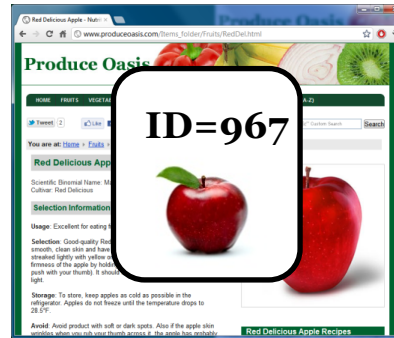 Red Delicious Apple - Nutri
www.produceoasis.com/Items_folder/Fruits/RedDel.html
Produce Oasis
HOME FRUITS VEGETA A-Z)
Tweet 2 Like Custom Search Search
ID=967
You are at: Home › Fruits ›
Red Delicious App
Scientific Binomial Name: M
Cultivar: Red Delicious
Selection Information
Usage: Excellent for eating
Selection: Good-quality Red
smooth, clean skin and have
streaked lightly with yellow o
firmness of the apple by holdin
push with your thumb). It should
light.
Storage: To store, keep apples as cold as possible in the
refrigerator. Apples do not freeze until the temperature drops to
28.5°F.
Avoid: Avoid product with soft or dark spots. Also if the apple skin
wrinkles when you rub your thumb across it, the apple has probably
Red Delicious Apple Recipes